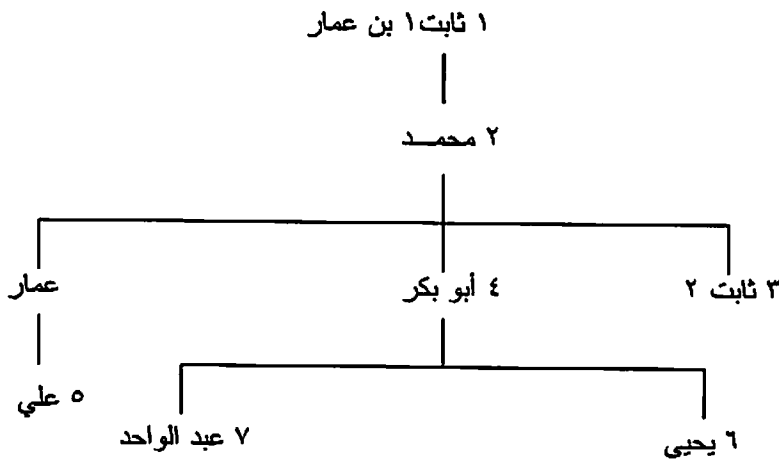 ١ ثابت١ بن عمار
٢ محمــد
٣ ثابت ٢
٤ أبو بكر
عمار
٥ علي
٦ يحيى
٧ عبد الواحد